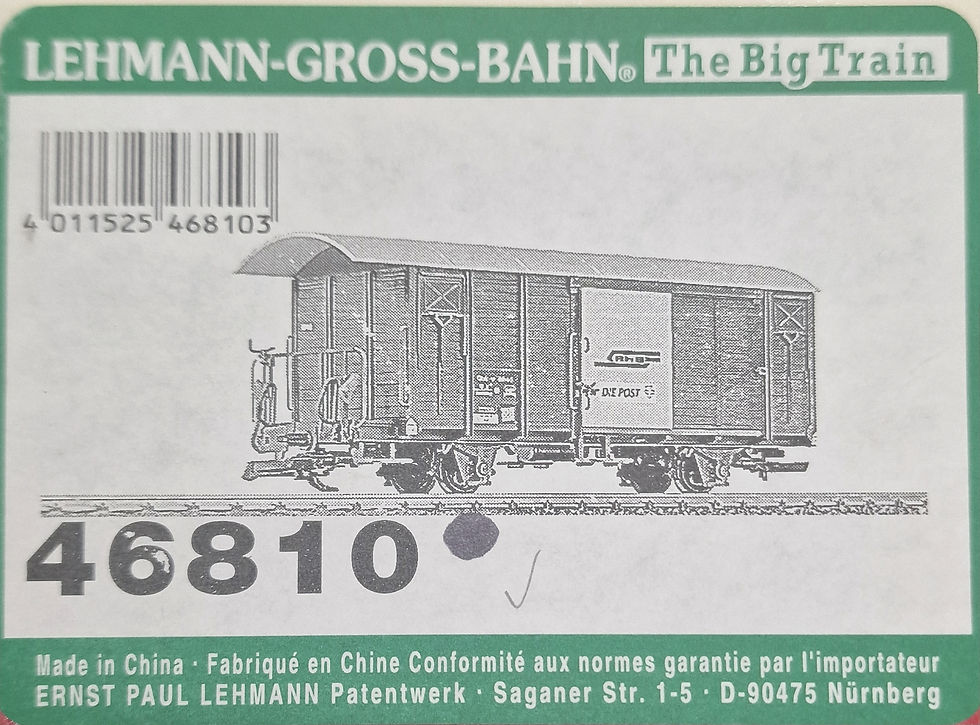 LEHMANN-GROSS-BAHN® The Big Train
4 011525 468103
RhB
DIE POST
46810
Made in China · Fabriqué en Chine Conformité aux normes garantie par l'importateur
ERNST PAUL LEHMANN Patentwerk · Saganer Str. 1-5 · D-90475 Nürnberg